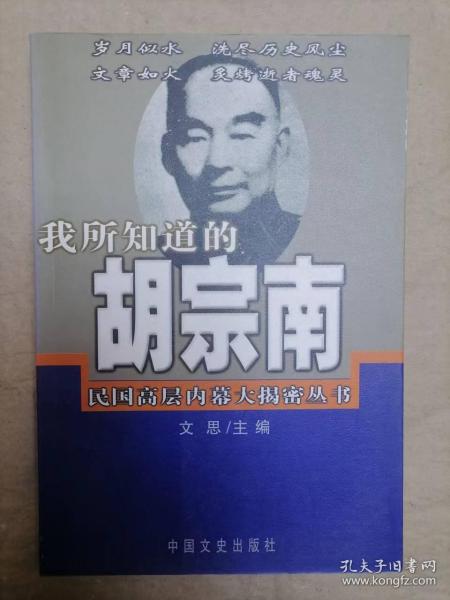 岁月似水 洗尽历史风尘
文章如火 炙烤逝者魂灵
我所知道的
胡宗南
民国高层内幕大揭密丛书
文思/主编
中国文史出版社
孔夫子旧书网
www.kongfz.com